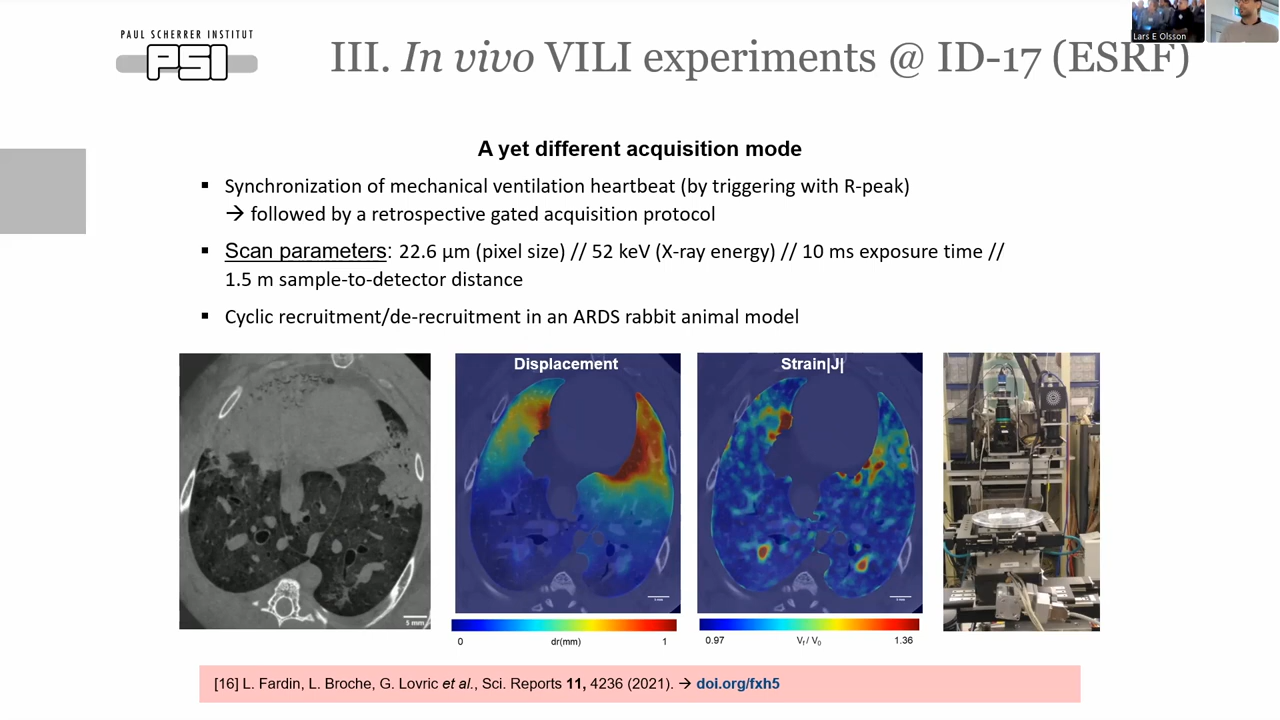 PAUL SCHERRER INSTITUT
PSI
III. In vivo VILI experiments @ ID-17 (ESRF)
Lars E Olsson
A yet different acquisition mode
▪ Synchronization of mechanical ventilation heartbeat (by triggering with R-peak)
→ followed by a retrospective gated acquisition protocol
▪ Scan parameters: 22.6 μm (pixel size) // 52 keV (X-ray energy) // 10 ms exposure time //
1.5 m sample-to-detector distance
▪ Cyclic recruitment/de-recruitment in an ARDS rabbit animal model
Displacement
Strain|J|
5 mm
0 dr(mm) 1
0.97 Vf / V0 1.36
[16] L. Fardin, L. Broche, G. Lovric et al., Sci. Reports 11, 4236 (2021). → doi.org/fxh5